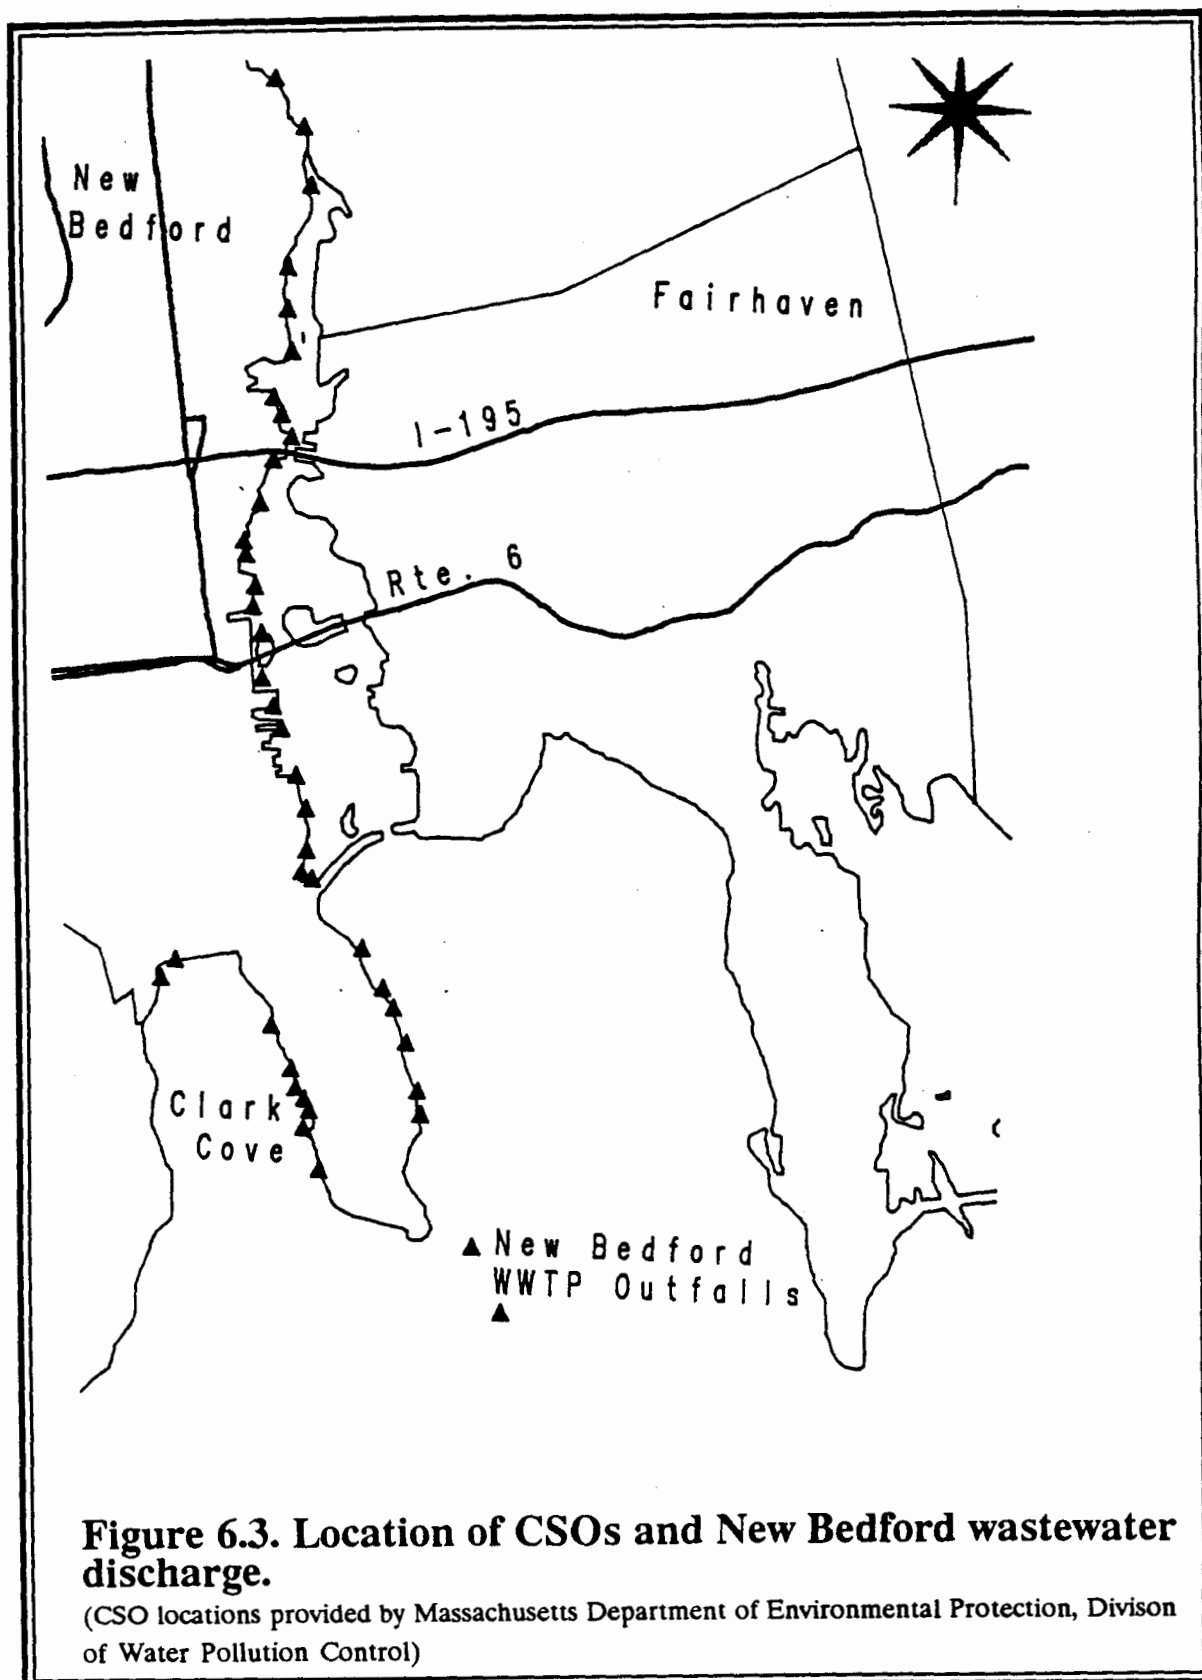 New
Bedford
Fairhaven
I-195
Rte. 6
Clark
Cove
New Bedford
WWTP Outfalls
Figure 6.3. Location of CSOs and New Bedford wastewater
discharge.
(CSO locations provided by Massachusetts Department of Environmental Protection, Divison
of Water Pollution Control)